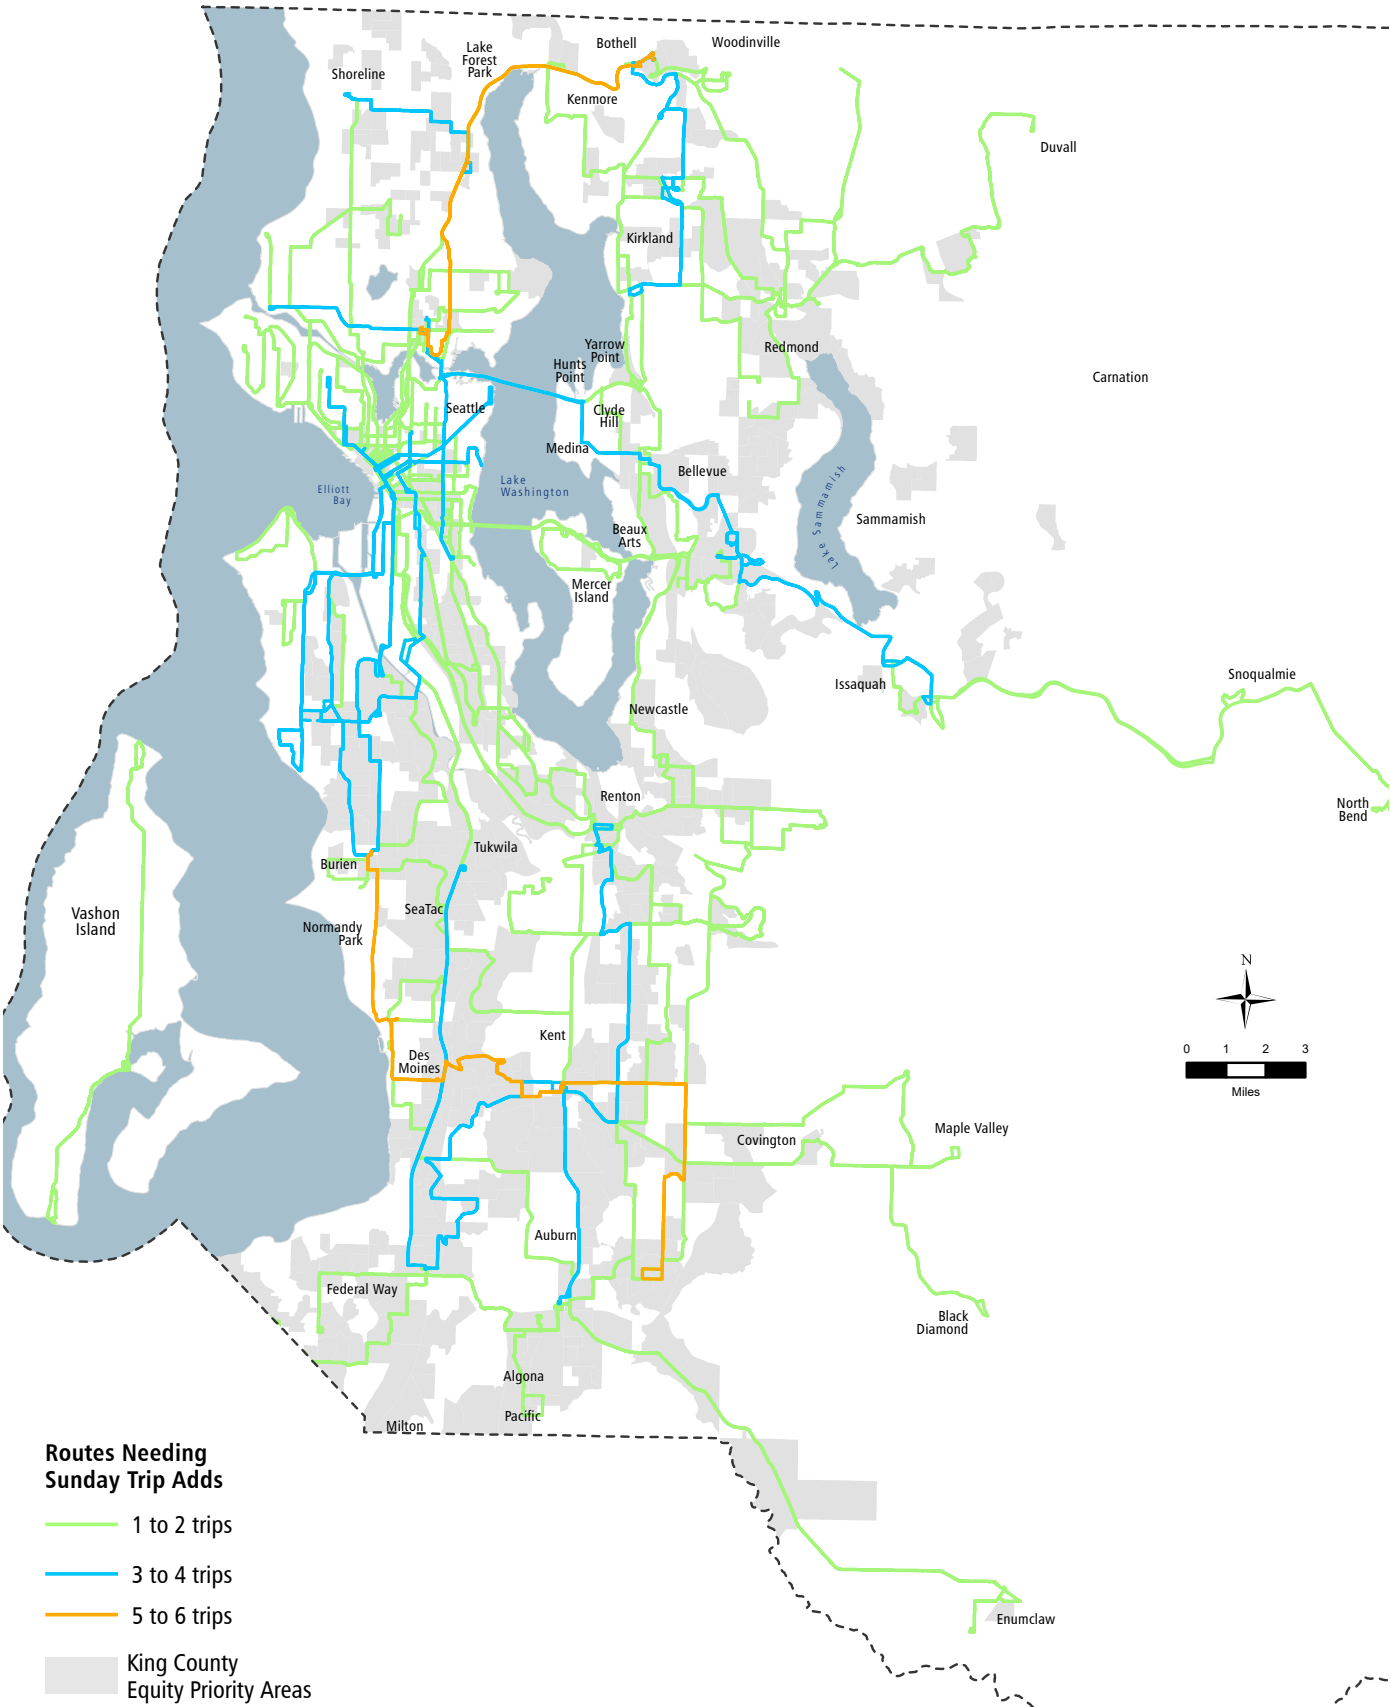 Bothell
Woodinville
Lake
Forest
Park
Shoreline
Kenmore
Duvall
Kirkland
Yarrow
Point
Hunts
Point
Redmond
Carnation
Seattle
Clyde
Hill
Medina
Bellevue
Elliott
Bay
Lake
Washington
Lake Sammamish
Sammamish
Beaux
Arts
Mercer
Island
Issaquah
Snoqualmie
Newcastle
Renton
North
Bend
Tukwila
Burien
SeaTac
Vashon
Island
Normandy
Park
N
Kent
Des
Moines
0 1 2 3
Miles
Covington
Maple Valley
Auburn
Federal Way
Black
Diamond
Algona
Pacific
Milton
Routes Needing
Sunday Trip Adds
1 to 2 trips
3 to 4 trips
5 to 6 trips
King County
Equity Priority Areas
Enumclaw